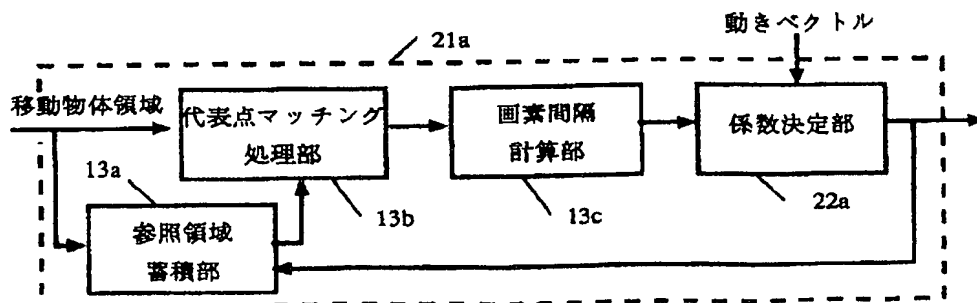 動きベクトル
21a
移動物体領域
代表点マッチング
処理部
画素間隔
計算部
係数決定部
13a
13b
13c
22a
参照領域
蓄積部